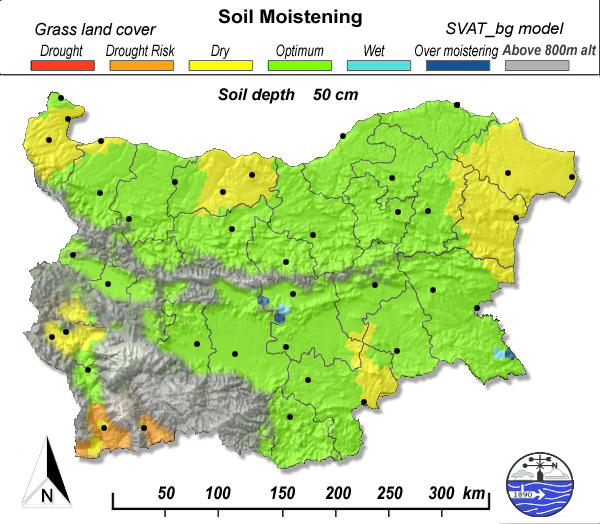 Soil Moistening
Grass land cover
SVAT_bg model
Drought Drought Risk Dry Optimum Wet Over moistering Above 800m alt
Soil depth 50 cm
N
50 100 150 200 250 300 km
N
1890